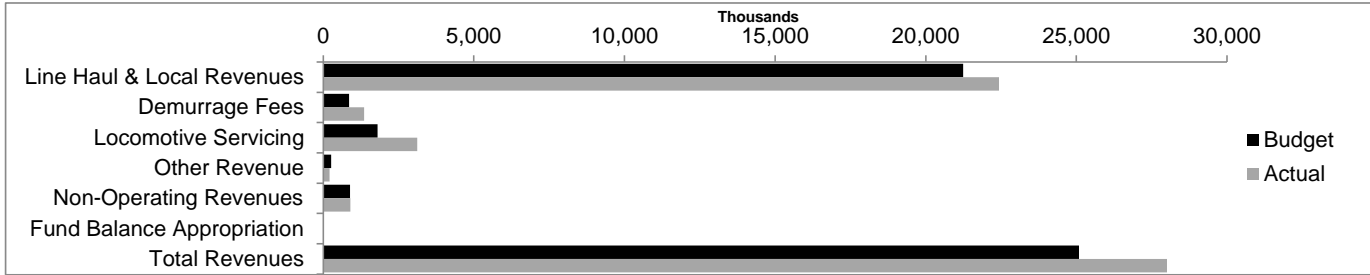 Thousands
0 5,000 10,000 15,000 20,000 25,000 30,000
Line Haul & Local Revenues
Demurrage Fees
Locomotive Servicing
Other Revenue
Non-Operating Revenues
Fund Balance Appropriation
Total Revenues
Budget
Actual